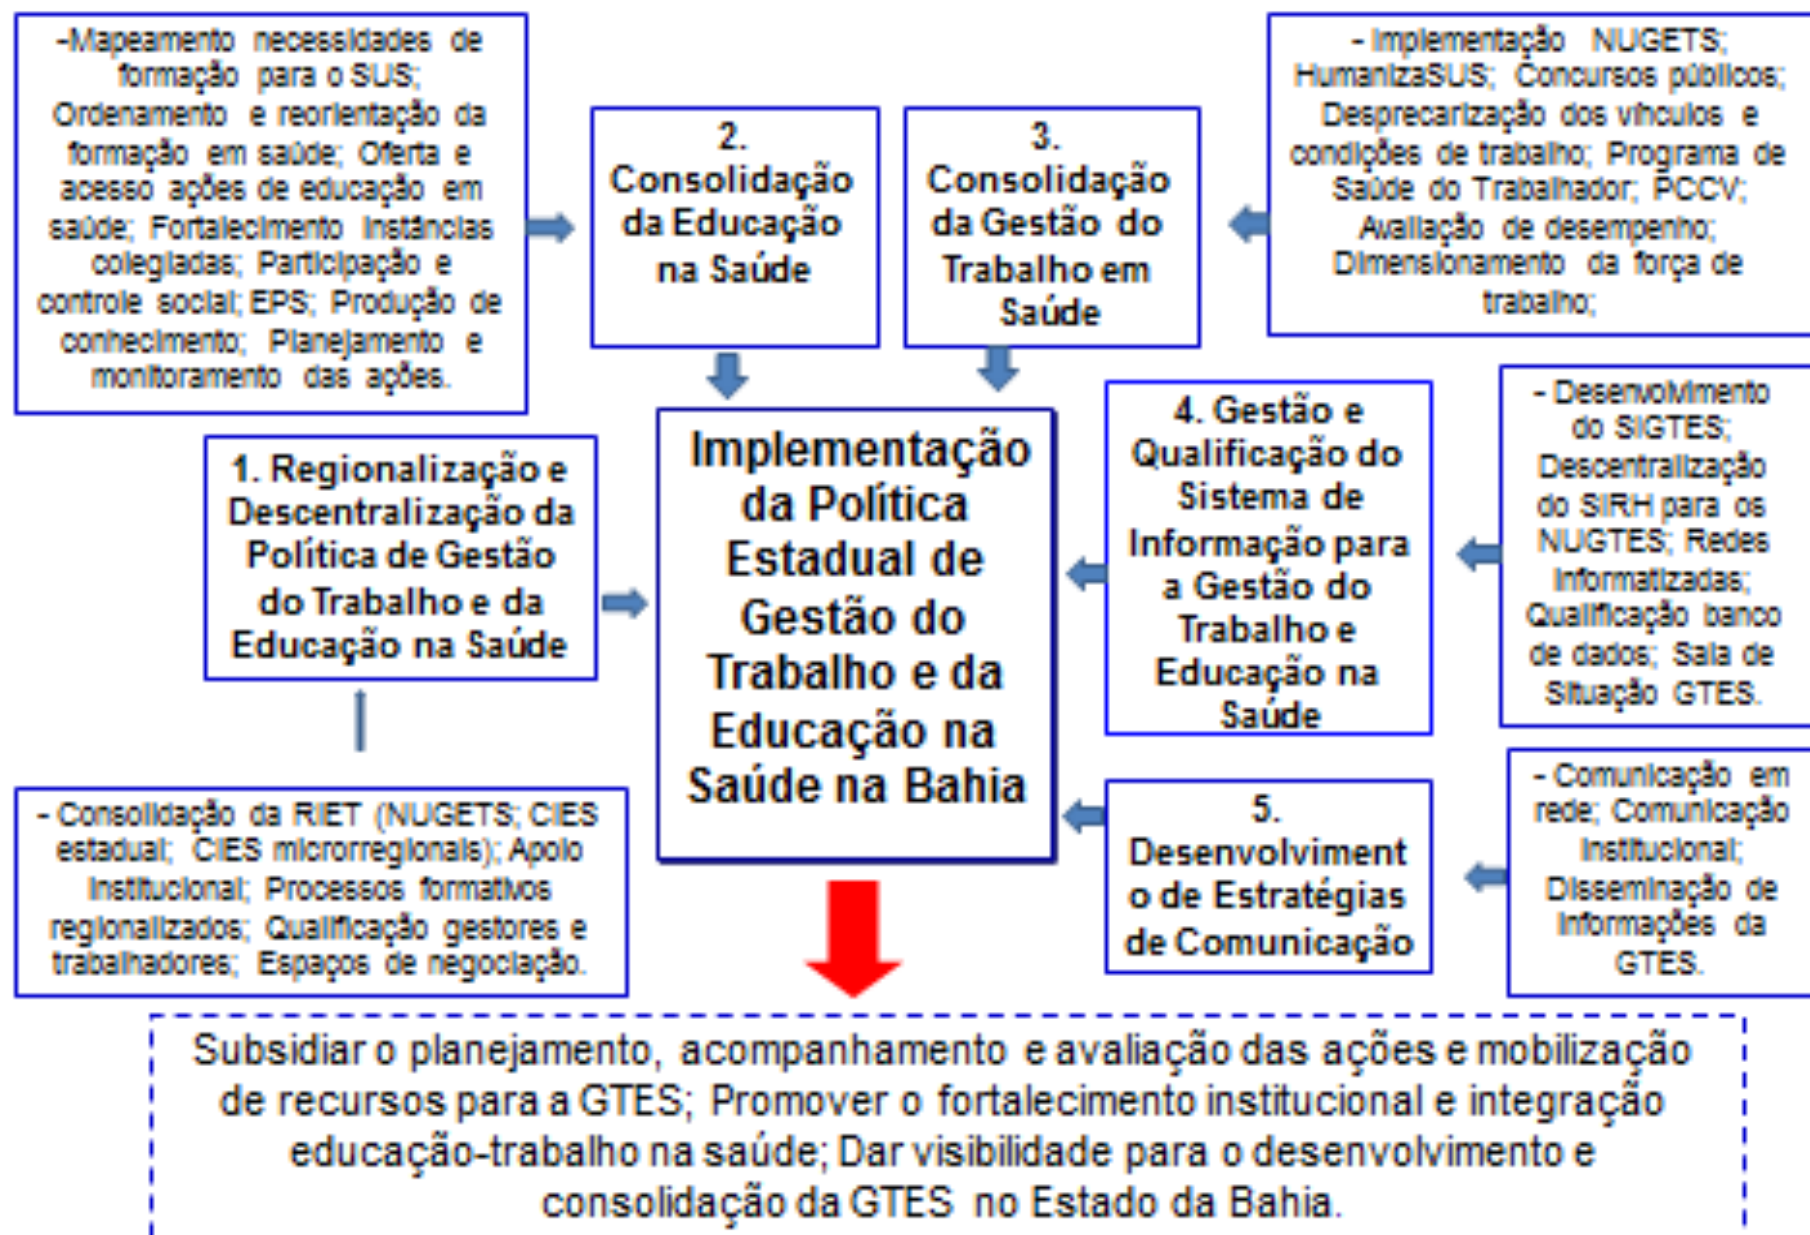 -Mapeamento necessidades de
formação para o SUS;
Ordenamento e reorientação da
formação em saúde; Oferta e
acesso ações de educação em
saúde; Fortalecimento instâncias
colegiadas; Participação e
controle social; EPS; Produção de
conhecimento; Planejamento e
monitoramento das ações.
2.
Consolidação
da Educação
na Saúde
3.
Consolidação
da Gestão do
Trabalho em
Saúde
- Implementação NUGETS;
HumanizaSUS; Concursos públicos;
Desprecarização dos vínculos e
condições de trabalho; Programa de
Saúde do Trabalhador; PCCV;
Avaliação de desempenho;
Dimensionamento da força de
trabalho;
1. Regionalização e
Descentralização da
Política de Gestão
do Trabalho e da
Educação na Saúde
Implementação
da Política
Estadual de
Gestão do
Trabalho e da
Educação na
Saúde na Bahia
4. Gestão e
Qualificação do
Sistema de
Informação para
a Gestão do
Trabalho e
Educação na
Saúde
- Desenvolvimento
do SIGTES;
Descentralização
do SIRH para os
NUGTES; Redes
informatizadas;
Qualificação banco
de dados; Sala de
Situação GTES.
- Consolidação da RIET (NUGETS; CIES
estadual; CIES microrregionais); Apoio
Institucional; Processos formativos
regionalizados; Qualificação gestores e
trabalhadores; Espaços de negociação.
5.
Desenvolviment
o de Estratégias
de Comunicação
- Comunicação em
rede; Comunicação
Institucional;
Disseminação de
Informações da
GTES.
Subsidiar o planejamento, acompanhamento e avaliação das ações e mobilização
de recursos para a GTES; Promover o fortalecimento institucional e integração
educação-trabalho na saúde; Dar visibilidade para o desenvolvimento e
consolidação da GTES no Estado da Bahia.